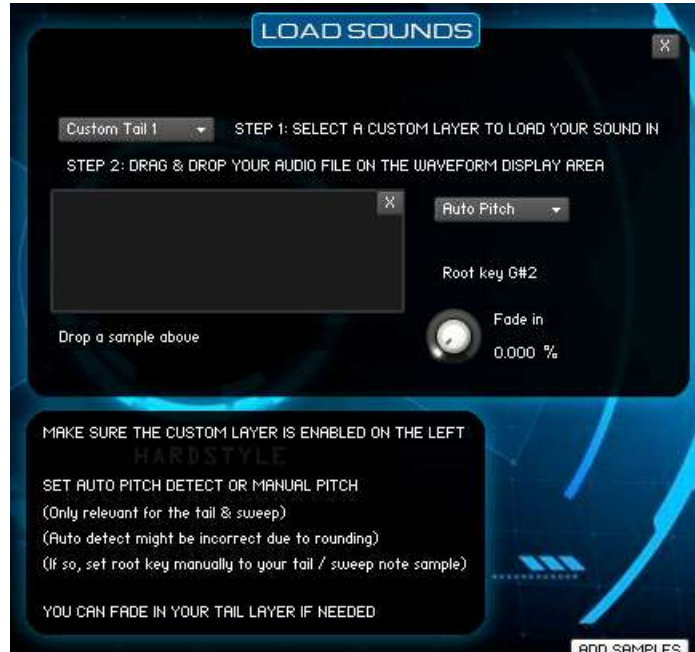 LOAD SOUNDS
X
Custom Tail 1
STEP 1: SELECT A CUSTOM LAYER TO LOAD YOUR SOUND IN
STEP 2: DRAG & DROP YOUR AUDIO FILE ON THE WAVEFORM DISPLAY AREA
X
Auto Pitch
Root key G#2
Drop a sample above
Fade in
0.000 %
MAKE SURE THE CUSTOM LAYER IS ENABLED ON THE LEFT
HARDSTYLE
SET AUTO PITCH DETECT OR MANUAL PITCH
(Only relevant for the tail & sweep)
(Auto detect might be incorrect due to rounding)
(If so, set root key manually to your tail / sweep note sample)
YOU CAN FADE IN YOUR TAIL LAYER IF NEEDED
ADD SAMPLES